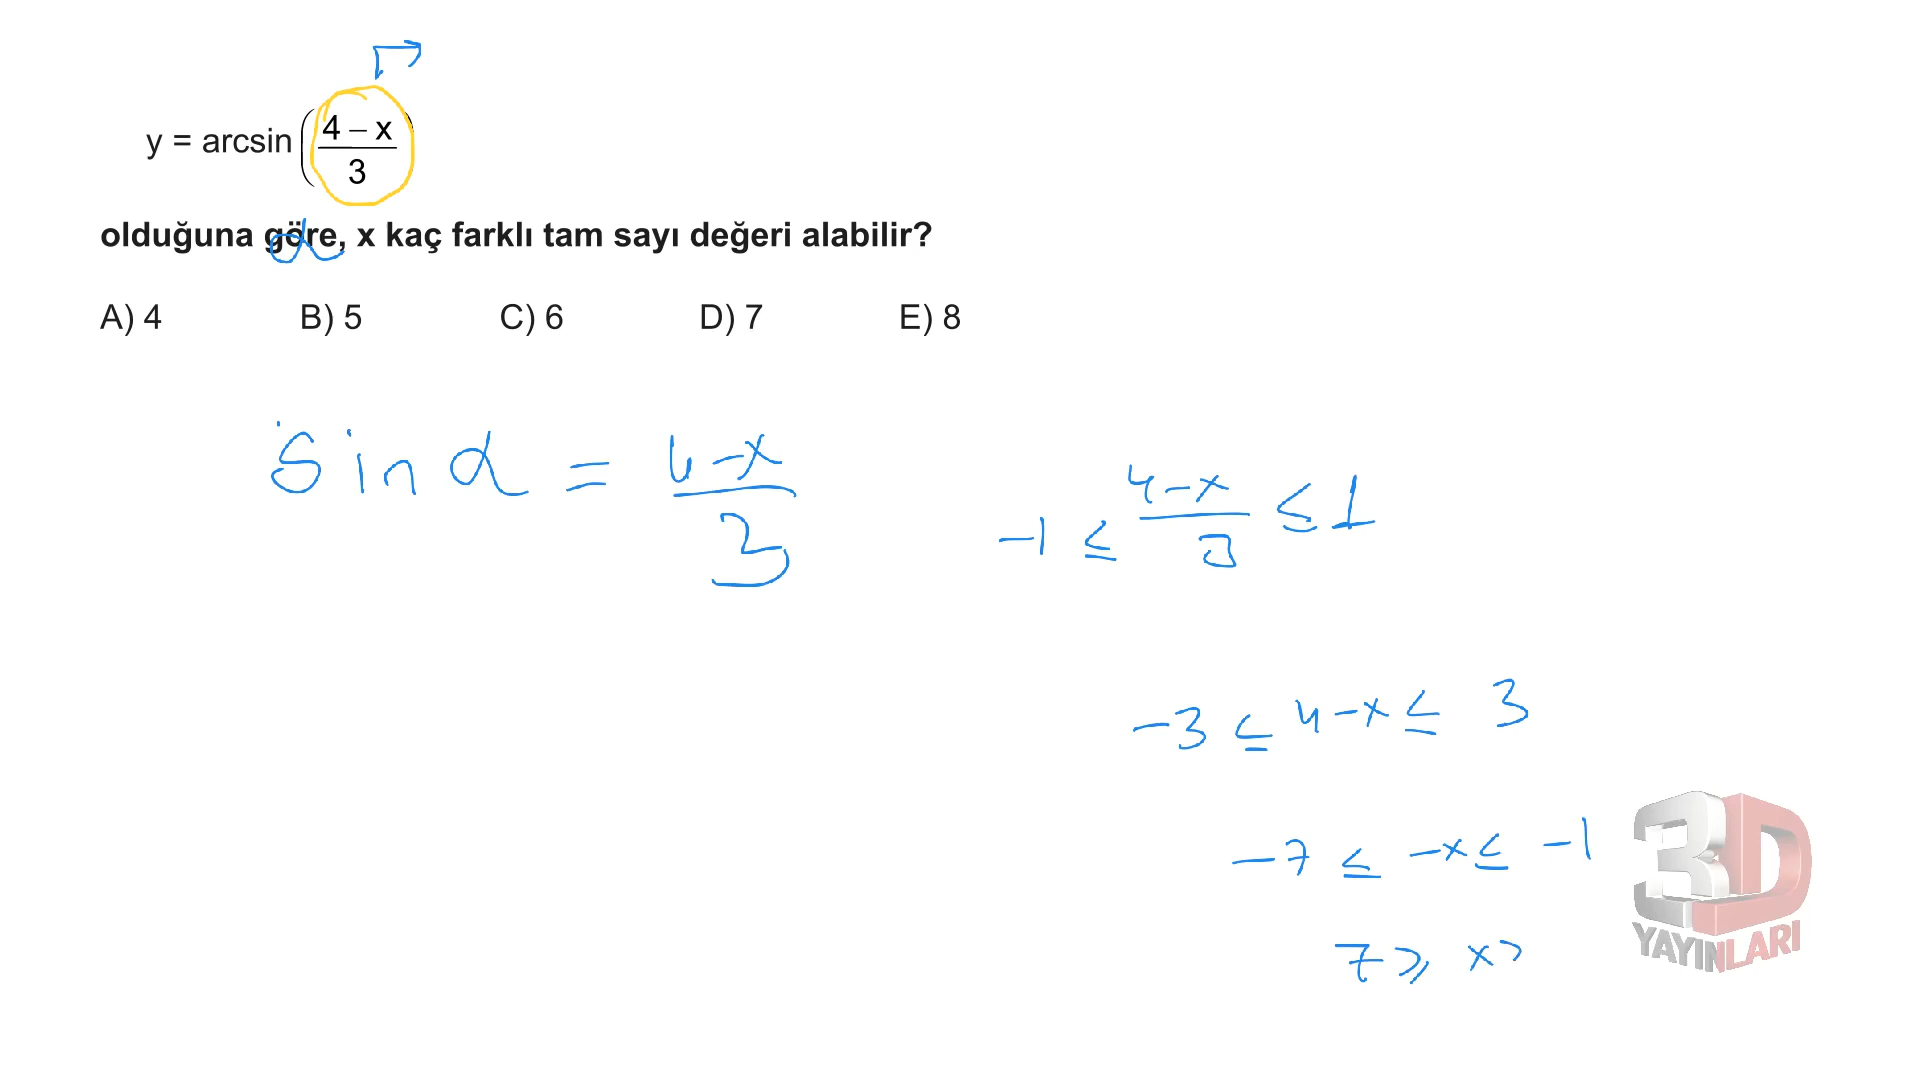 y = arcsin (4 – x / 3)
olduğuna göre, x kaç farklı tam sayı değeri alabilir?
α
A) 4 B) 5 C) 6 D) 7 E) 8
Sin α = 4-x / 3
-1 ≤ 4-x / 3 ≤ 1
-3 ≤ 4-x ≤ 3
-7 ≤ -x ≤ -1
7 ≥ x >
3D
YAYINLARI